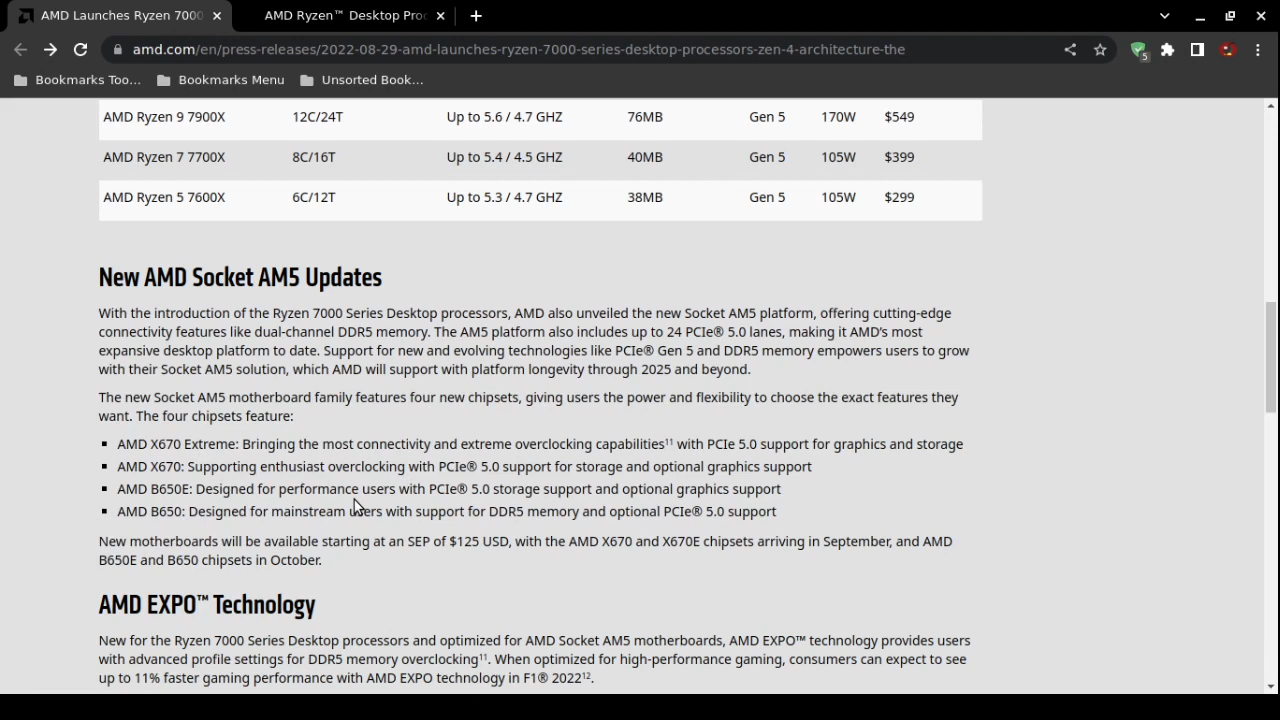 AMD Launches Ryzen 7000
AMD Ryzen™ Desktop Pro
amd.com/en/press-releases/2022-08-29-amd-launches-ryzen-7000-series-desktop-processors-zen-4-architecture-the
5
Bookmarks Too... Bookmarks Menu Unsorted Book...
AMD Ryzen 9 7900X 12C/24T Up to 5.6 / 4.7 GHZ 76MB Gen 5 170W $549
AMD Ryzen 7 7700X 8C/16T Up to 5.4 / 4.5 GHZ 40MB Gen 5 105W $399
AMD Ryzen 5 7600X 6C/12T Up to 5.3 / 4.7 GHZ 38MB Gen 5 105W $299
New AMD Socket AM5 Updates
With the introduction of the Ryzen 7000 Series Desktop processors, AMD also unveiled the new Socket AM5 platform, offering cutting-edge
connectivity features like dual-channel DDR5 memory. The AM5 platform also includes up to 24 PCIe® 5.0 lanes, making it AMD's most
expansive desktop platform to date. Support for new and evolving technologies like PCIe® Gen 5 and DDR5 memory empowers users to grow
with their Socket AM5 solution, which AMD will support with platform longevity through 2025 and beyond.
The new Socket AM5 motherboard family features four new chipsets, giving users the power and flexibility to choose the exact features they
want. The four chipsets feature:
▪ AMD X670 Extreme: Bringing the most connectivity and extreme overclocking capabilities¹¹ with PCIe 5.0 support for graphics and storage
▪ AMD X670: Supporting enthusiast overclocking with PCIe® 5.0 support for storage and optional graphics support
▪ AMD B650E: Designed for performance users with PCIe® 5.0 storage support and optional graphics support
▪ AMD B650: Designed for mainstream users with support for DDR5 memory and optional PCIe® 5.0 support
New motherboards will be available starting at an SEP of $125 USD, with the AMD X670 and X670E chipsets arriving in September, and AMD
B650E and B650 chipsets in October.
AMD EXPO™ Technology
New for the Ryzen 7000 Series Desktop processors and optimized for AMD Socket AM5 motherboards, AMD EXPO™ technology provides users
with advanced profile settings for DDR5 memory overclocking¹¹. When optimized for high-performance gaming, consumers can expect to see
up to 11% faster gaming performance with AMD EXPO technology in F1® 2022¹².